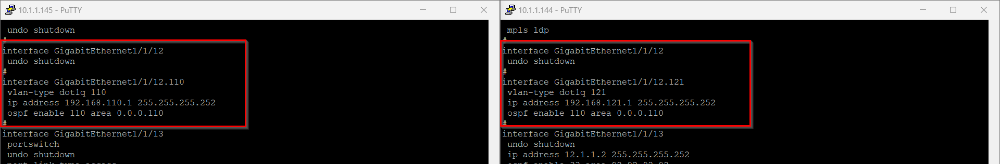 10.1.1.145 - PuTTY
undo shutdown
#
interface GigabitEthernet1/1/12
undo shutdown
#
interface GigabitEthernet1/1/12.110
vlan-type dot1q 110
ip address 192.168.110.1 255.255.255.252
ospf enable 110 area 0.0.0.110
#
interface GigabitEthernet1/1/13
portswitch
undo shutdown
10.1.1.144 - PuTTY
mpls ldp
#
interface GigabitEthernet1/1/12
undo shutdown
#
interface GigabitEthernet1/1/12.121
vlan-type dot1q 121
ip address 192.168.121.1 255.255.255.252
ospf enable 110 area 0.0.0.110
#
interface GigabitEthernet1/1/13
undo shutdown
ip address 12.1.1.2 255.255.255.252